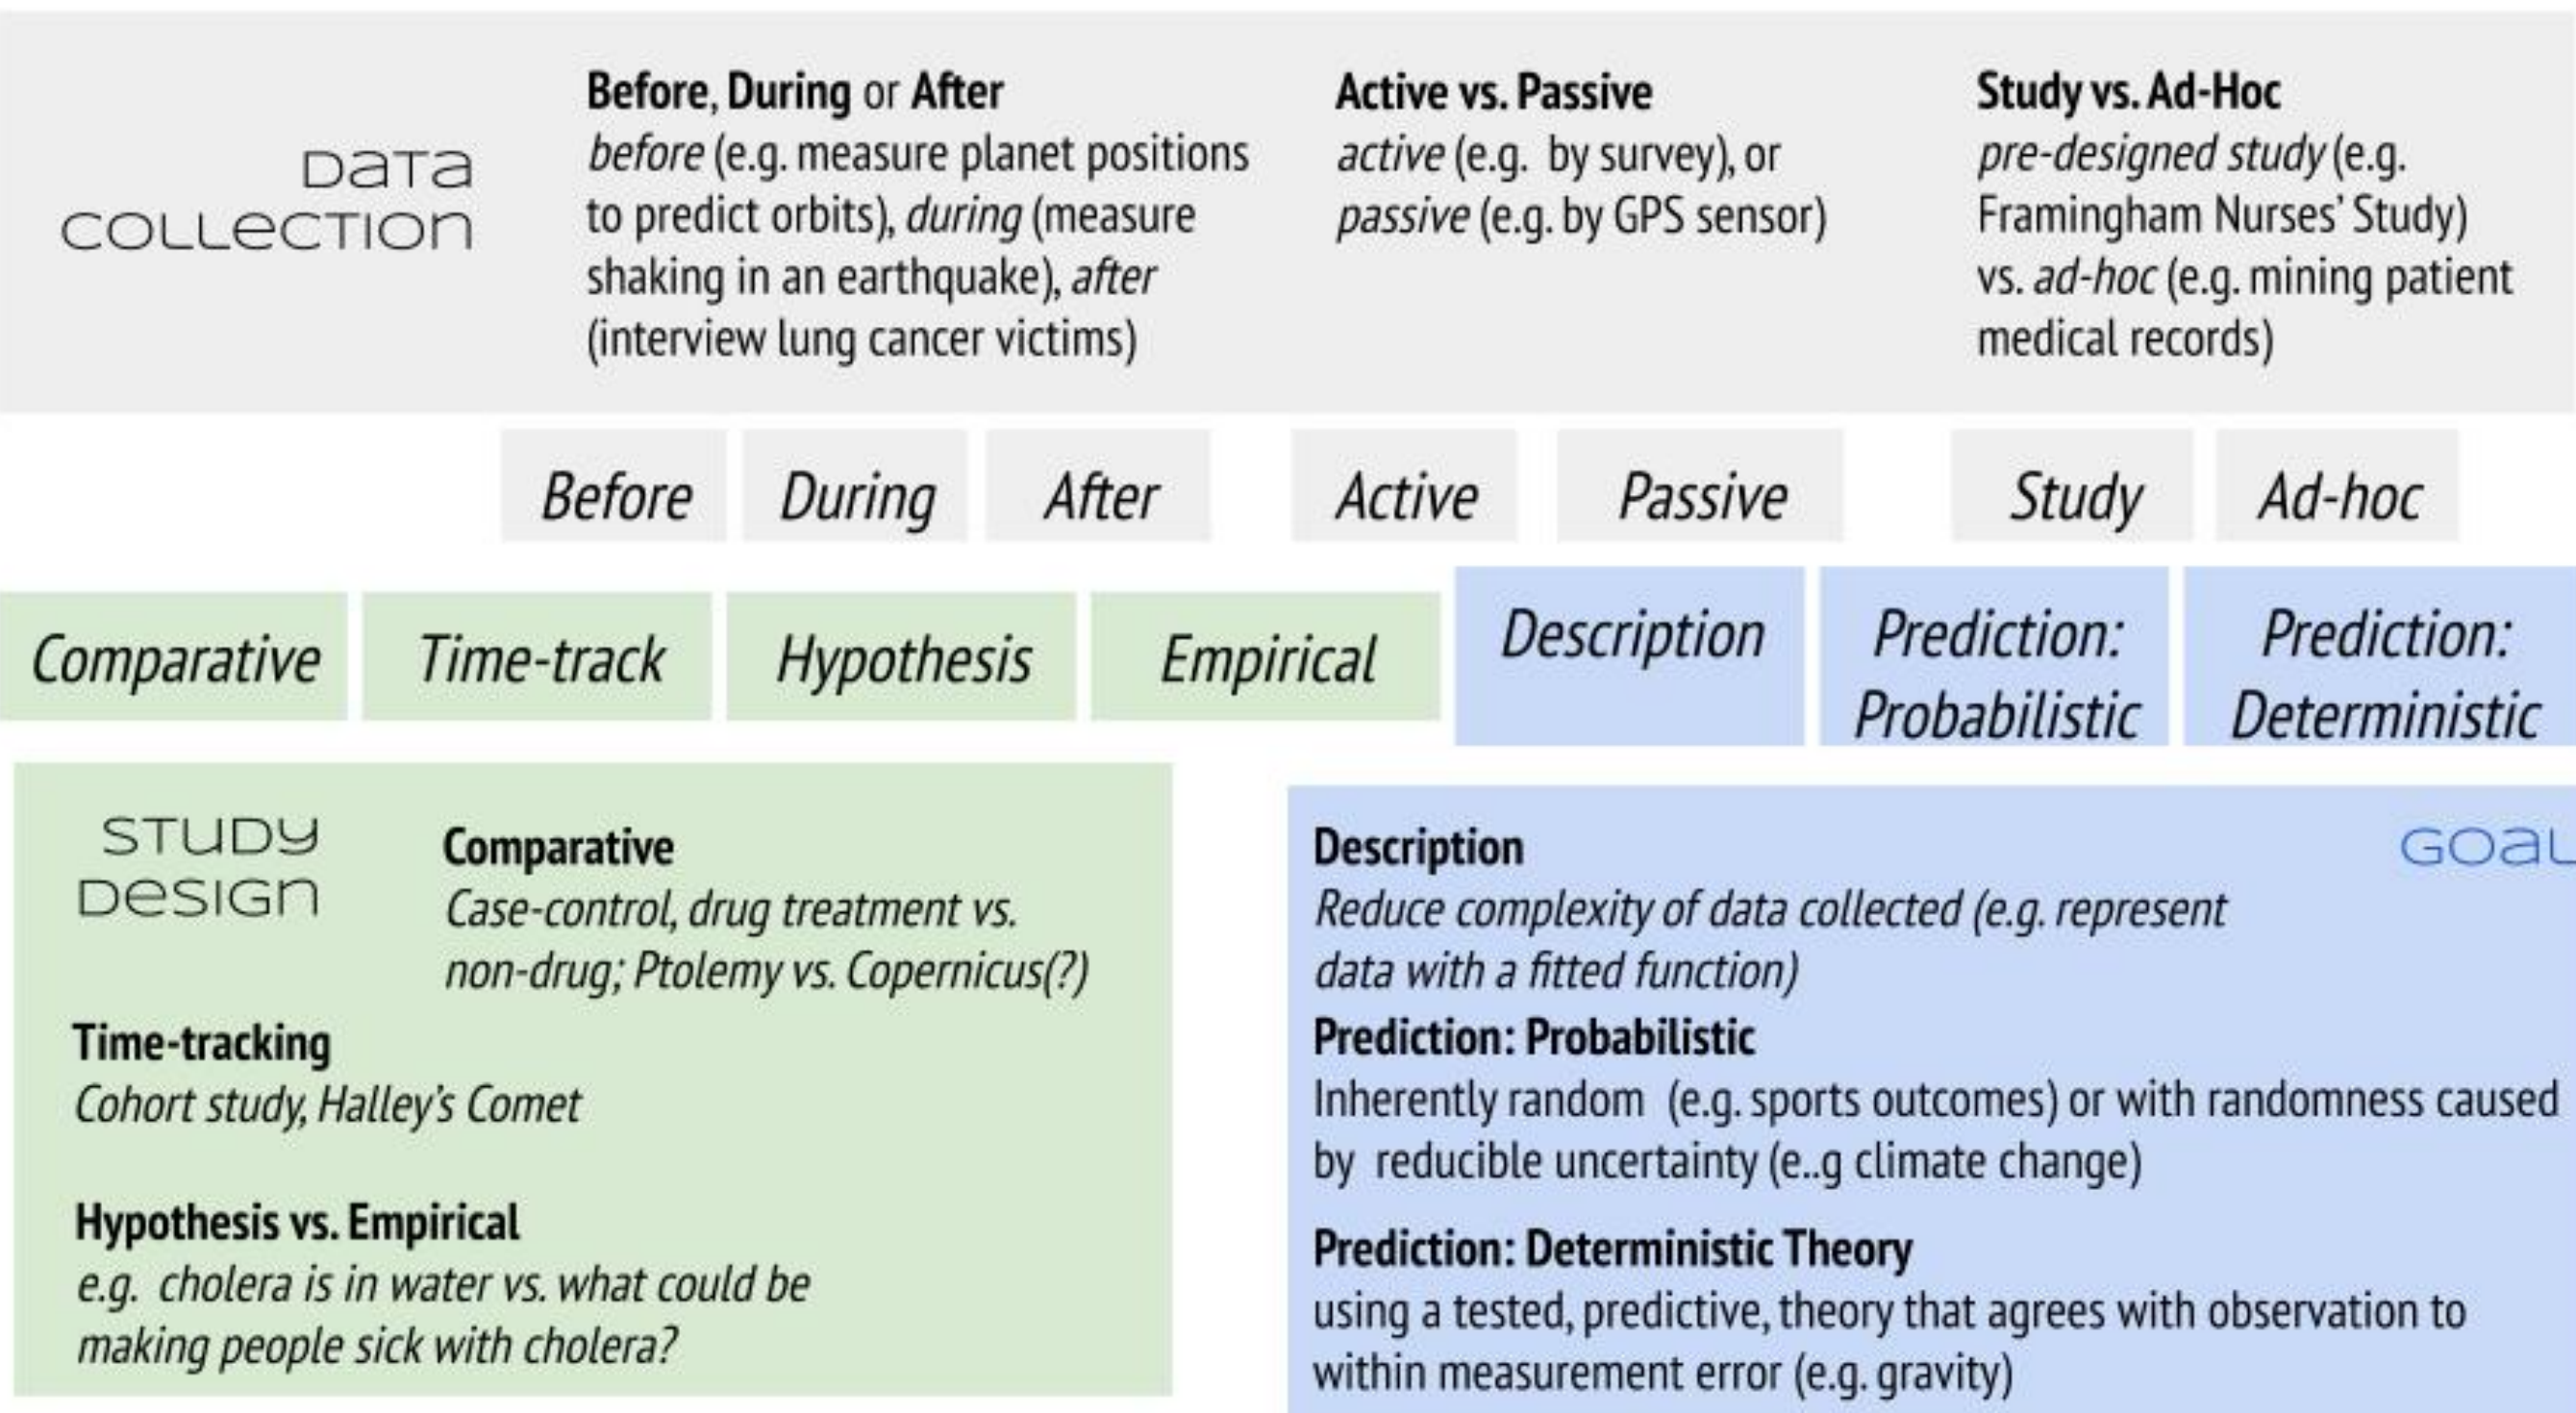 DATA
COLLECTION
Before, During or After
before (e.g. measure planet positions
to predict orbits), during (measure
shaking in an earthquake), after
(interview lung cancer victims)
Active vs. Passive
active (e.g. by survey), or
passive (e.g. by GPS sensor)
Study vs. Ad-Hoc
pre-designed study (e.g.
Framingham Nurses' Study)
vs. ad-hoc (e.g. mining patient
medical records)
Before
During
After
Active
Passive
Study
Ad-hoc
Comparative
Time-track
Hypothesis
Empirical
Description
Prediction:
Probabilistic
Prediction:
Deterministic
STUDY
DESIGN
Comparative
Case-control, drug treatment vs.
non-drug; Ptolemy vs. Copernicus(?)
Time-tracking
Cohort study, Halley's Comet
Hypothesis vs. Empirical
e.g. cholera is in water vs. what could be
making people sick with cholera?
GOAL
Description
Reduce complexity of data collected (e.g. represent
data with a fitted function)
Prediction: Probabilistic
Inherently random (e.g. sports outcomes) or with randomness caused
by reducible uncertainty (e..g climate change)
Prediction: Deterministic Theory
using a tested, predictive, theory that agrees with observation to
within measurement error (e.g. gravity)